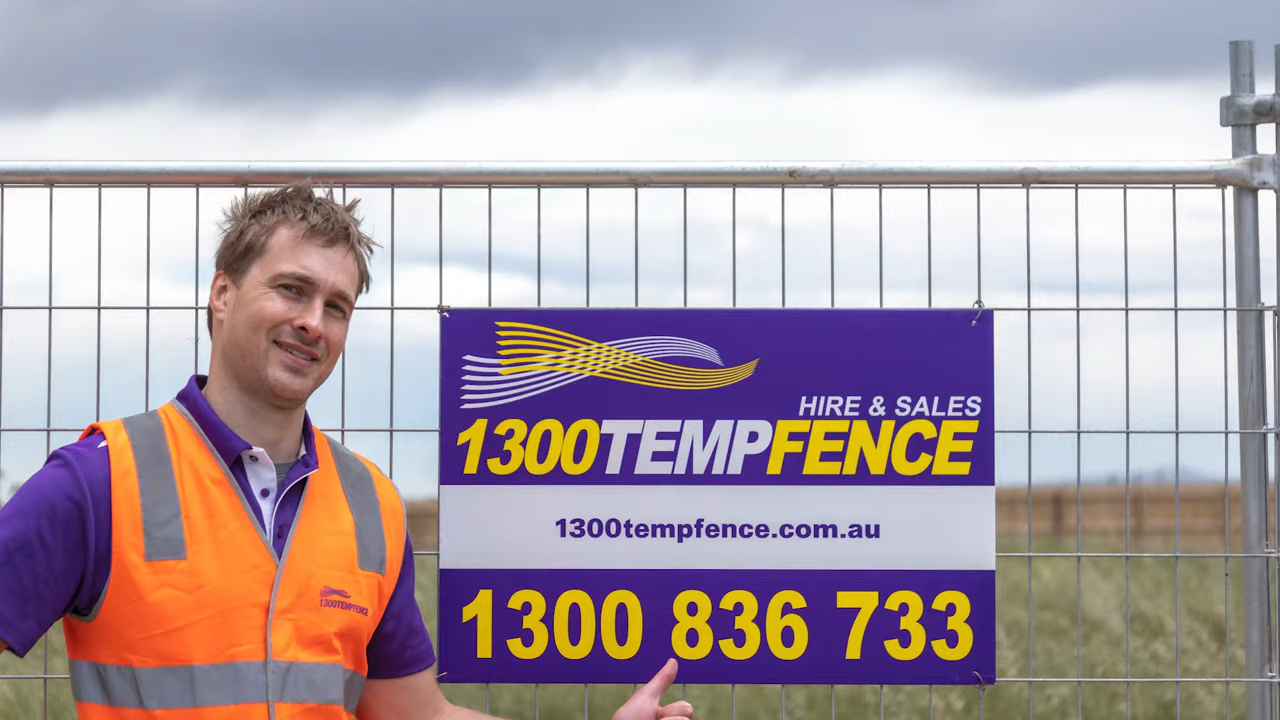 HIRE & SALES
1300TEMPFENCE
1300tempfence.com.au
1300 836 733
1300TEMPFENCE